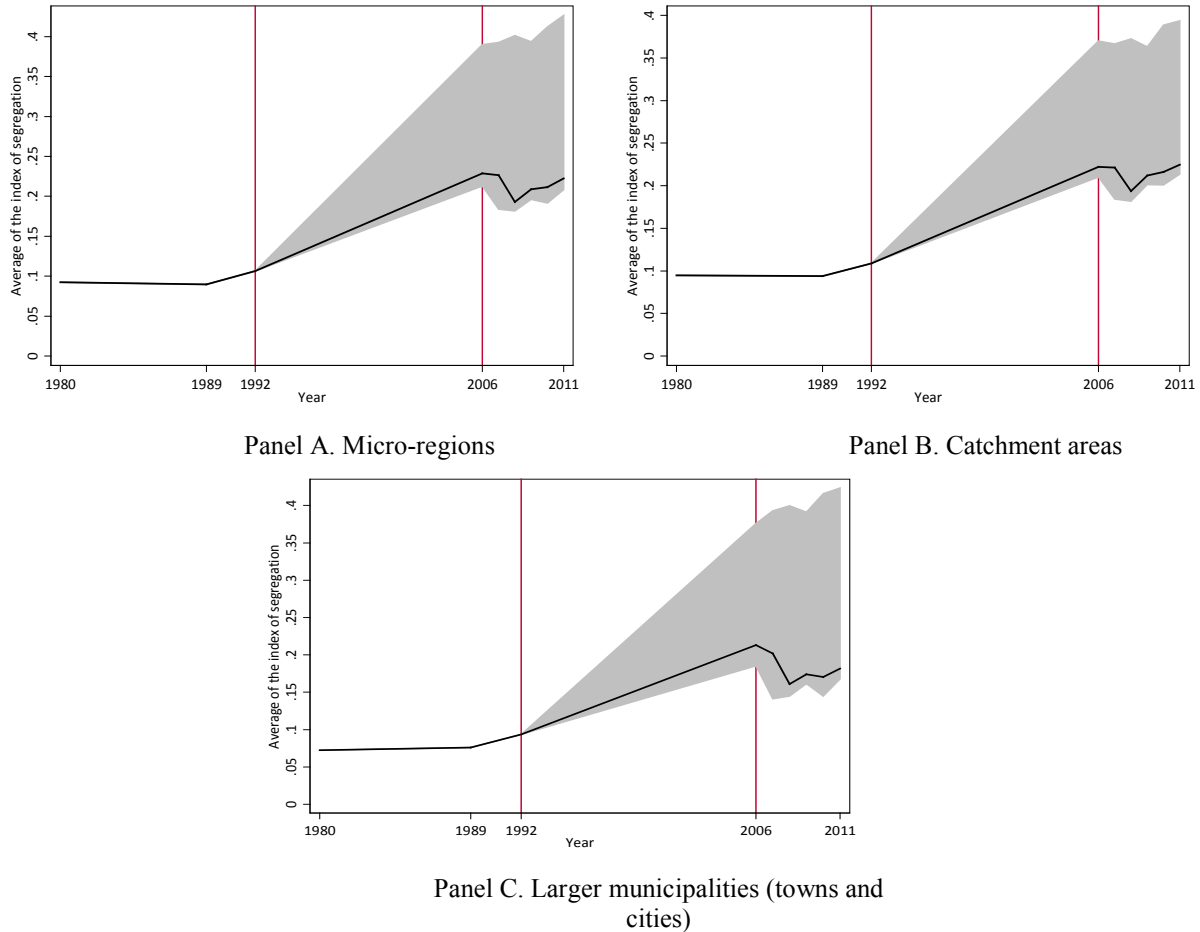 Average of the index of segregation
.4
.35
.3
.25
.2
.15
.1
.05
0
1980 1989 1992 2006 2011
Year
Panel A. Micro-regions
Average of the index of segregation
.4
.35
.3
.25
.2
.15
.1
.05
0
1980 1989 1992 2006 2011
Year
Panel B. Catchment areas
Average of the index of segregation
.4
.35
.3
.25
.2
.15
.1
.05
0
1980 1989 1992 2006 2011
Year
Panel C. Larger municipalities (towns and
cities)